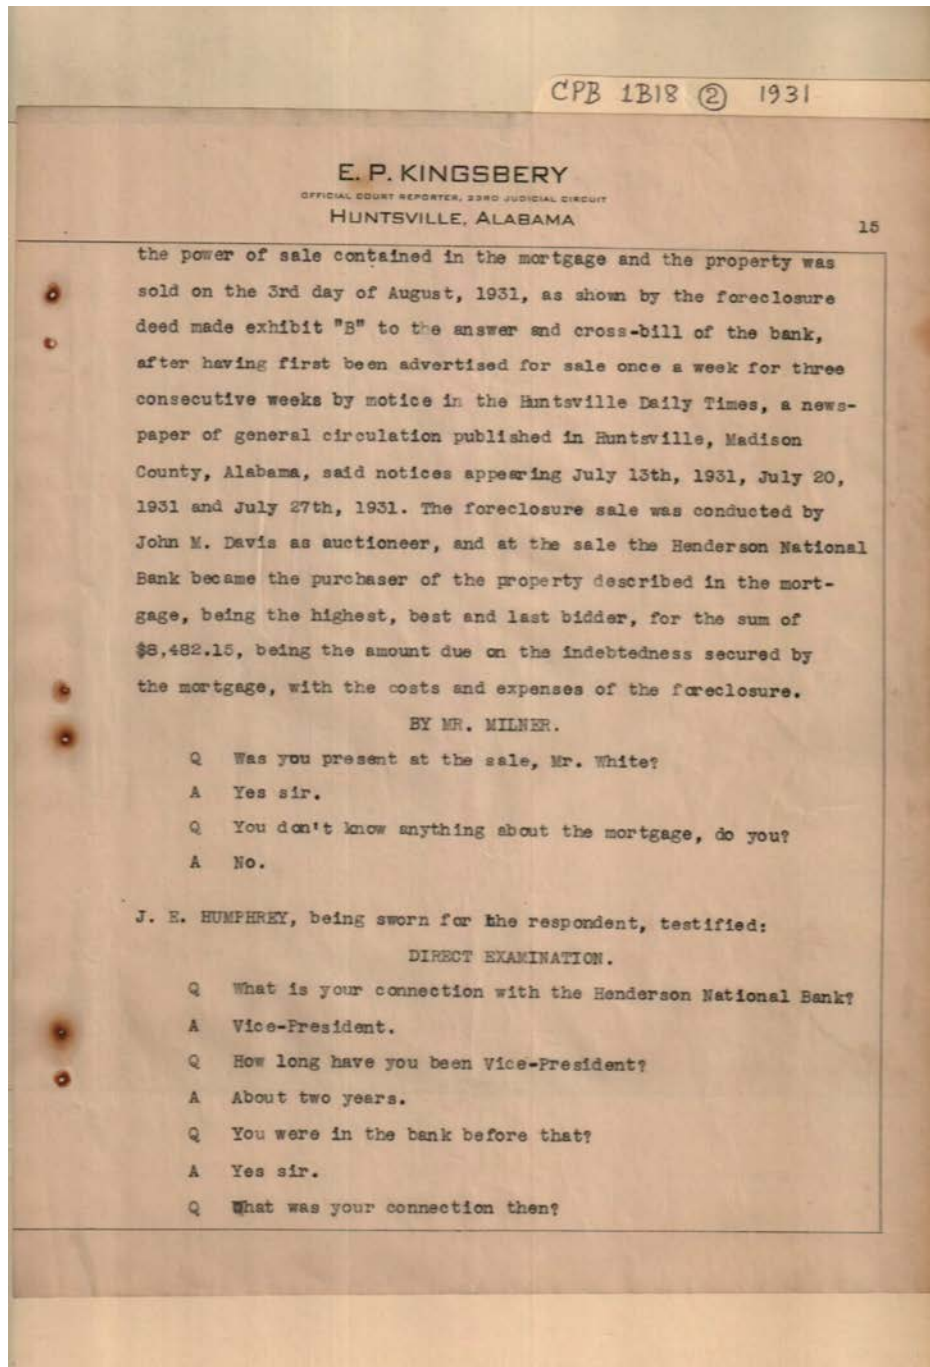 CPB 1B18 ② 1931
E. P. KINGSBERY
OFFICIAL COURT REPORTER, 23RD JUDICIAL CIRCUIT
HUNTSVILLE, ALABAMA
15
the power of sale contained in the mortgage and the property was
sold on the 3rd day of August, 1931, as shown by the foreclosure
deed made exhibit "B" to the answer and cross-bill of the bank,
after having first been advertised for sale once a week for three
consecutive weeks by motice in the Huntsville Daily Times, a news-
paper of general circulation published in Huntsville, Madison
County, Alabama, said notices appearing July 13th, 1931, July 20,
1931 and July 27th, 1931. The foreclosure sale was conducted by
John M. Davis as auctioneer, and at the sale the Henderson National
Bank became the purchaser of the property described in the mort-
gage, being the highest, best and last bidder, for the sum of
$8,482.15, being the amount due on the indebtedness secured by
the mortgage, with the costs and expenses of the foreclosure.
BY MR. MILNER.
Q Was you present at the sale, Mr. White?
A Yes sir.
Q You don't know anything about the mortgage, do you?
A No.
J. E. HUMPHREY, being sworn for the respondent, testified:
DIRECT EXAMINATION.
Q What is your connection with the Henderson National Bank?
A Vice-President.
Q How long have you been Vice-President?
A About two years.
Q You were in the bank before that?
A Yes sir.
Q What was your connection then?